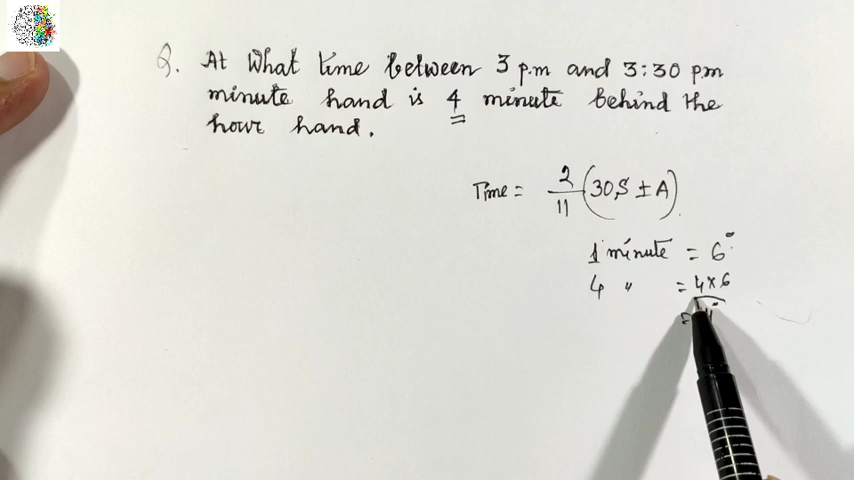 Q. At What time between 3 p.m and 3:30 p.m
minute hand is 4 minute behind the
hour hand.
Time = 2/11 (30S ± A)
1 minute = 6°
4 " = 4×6
=